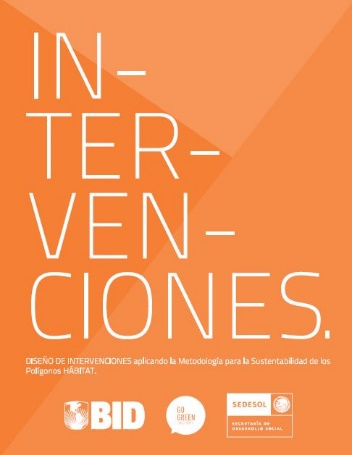 IN-
TER-
VEN-
CIONES.
DISEÑO DE INTERVENCIONES aplicando la Metodología para la Sustentabilidad de los
Polígonos HÁBITAT.
BID
GO
GREEN
SEDESOL
SECRETARÍA DE
DESARROLLO SOCIAL